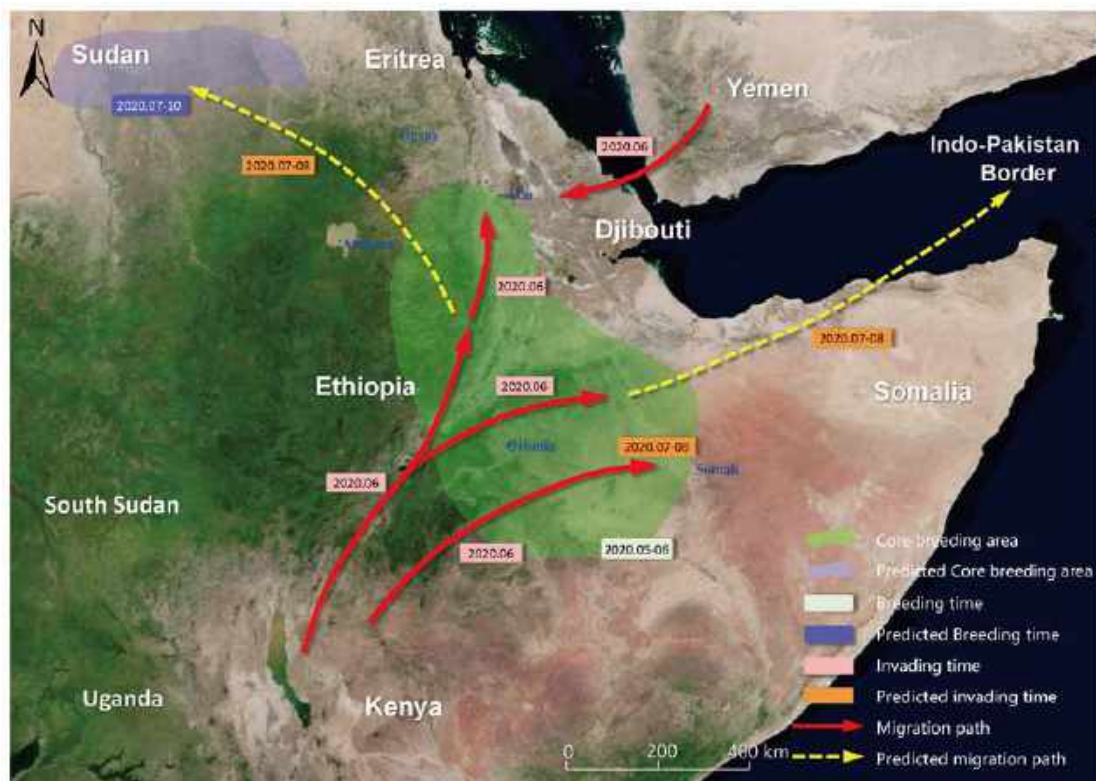 N
Sudan
Eritrea
Yemen
2020.07-10
2020.06
Indo-Pakistan
Border
2020.07-08
Djibouti
2020.06
2020.07-08
Ethiopia
2020.06
Somalia
Oromia
2020.07-08
Somali
2020.06
South Sudan
2020.06
2020.05-06
Core breeding area
Predicted Core breeding area
Breeding time
Predicted Breeding time
Invading time
Predicted invading time
Migration path
Predicted migration path
Uganda
Kenya
0 200 400 km